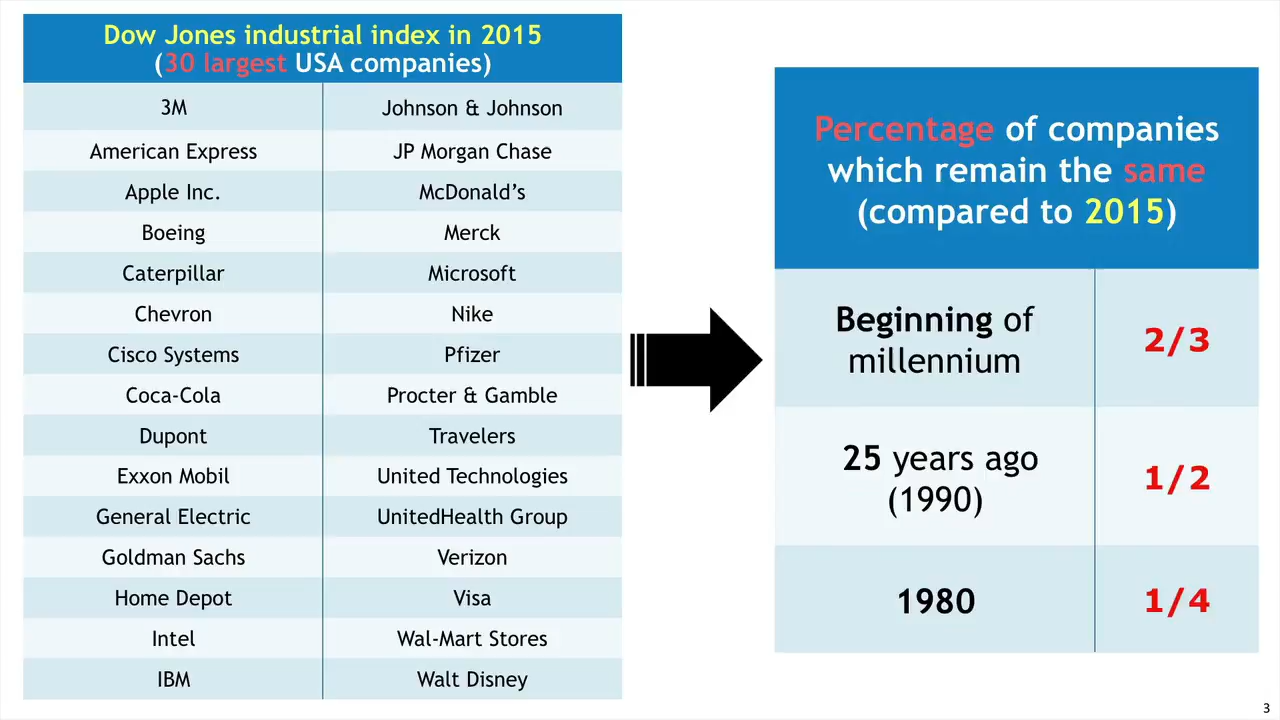 Dow Jones industrial index in 2015
(30 largest USA companies)
3M
Johnson & Johnson
American Express
JP Morgan Chase
Apple Inc.
McDonald’s
Boeing
Merck
Caterpillar
Microsoft
Chevron
Nike
Cisco Systems
Pfizer
Coca-Cola
Procter & Gamble
Dupont
Travelers
Exxon Mobil
United Technologies
General Electric
UnitedHealth Group
Goldman Sachs
Verizon
Home Depot
Visa
Intel
Wal-Mart Stores
IBM
Walt Disney
Percentage of companies
which remain the same
(compared to 2015)
Beginning of
millennium
2/3
25 years ago
(1990)
1/2
1980
1/4
3